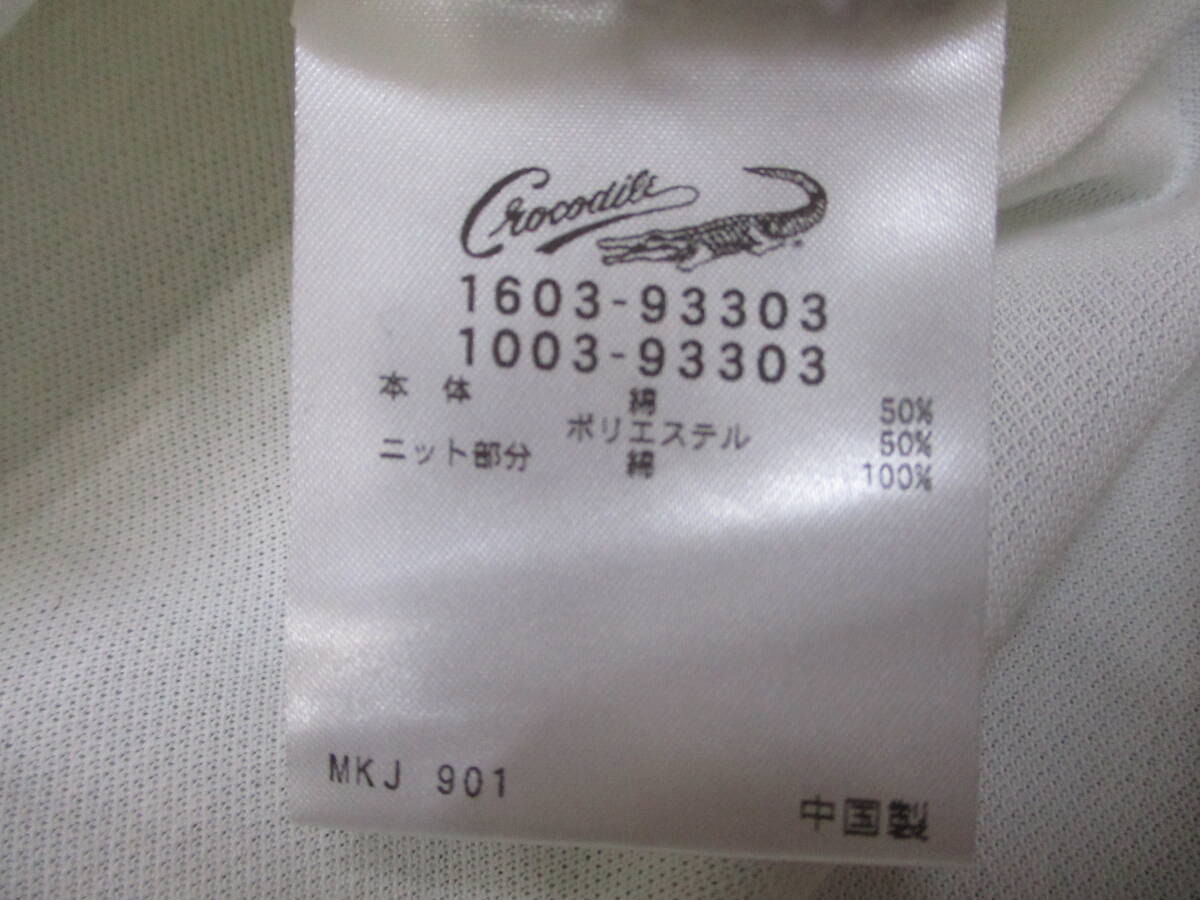 Crocodile
1603-93303
1003-93303
本 体 綿 50%
ポリエステル 50%
ニット部分 綿 100%
MKJ 901
中国製